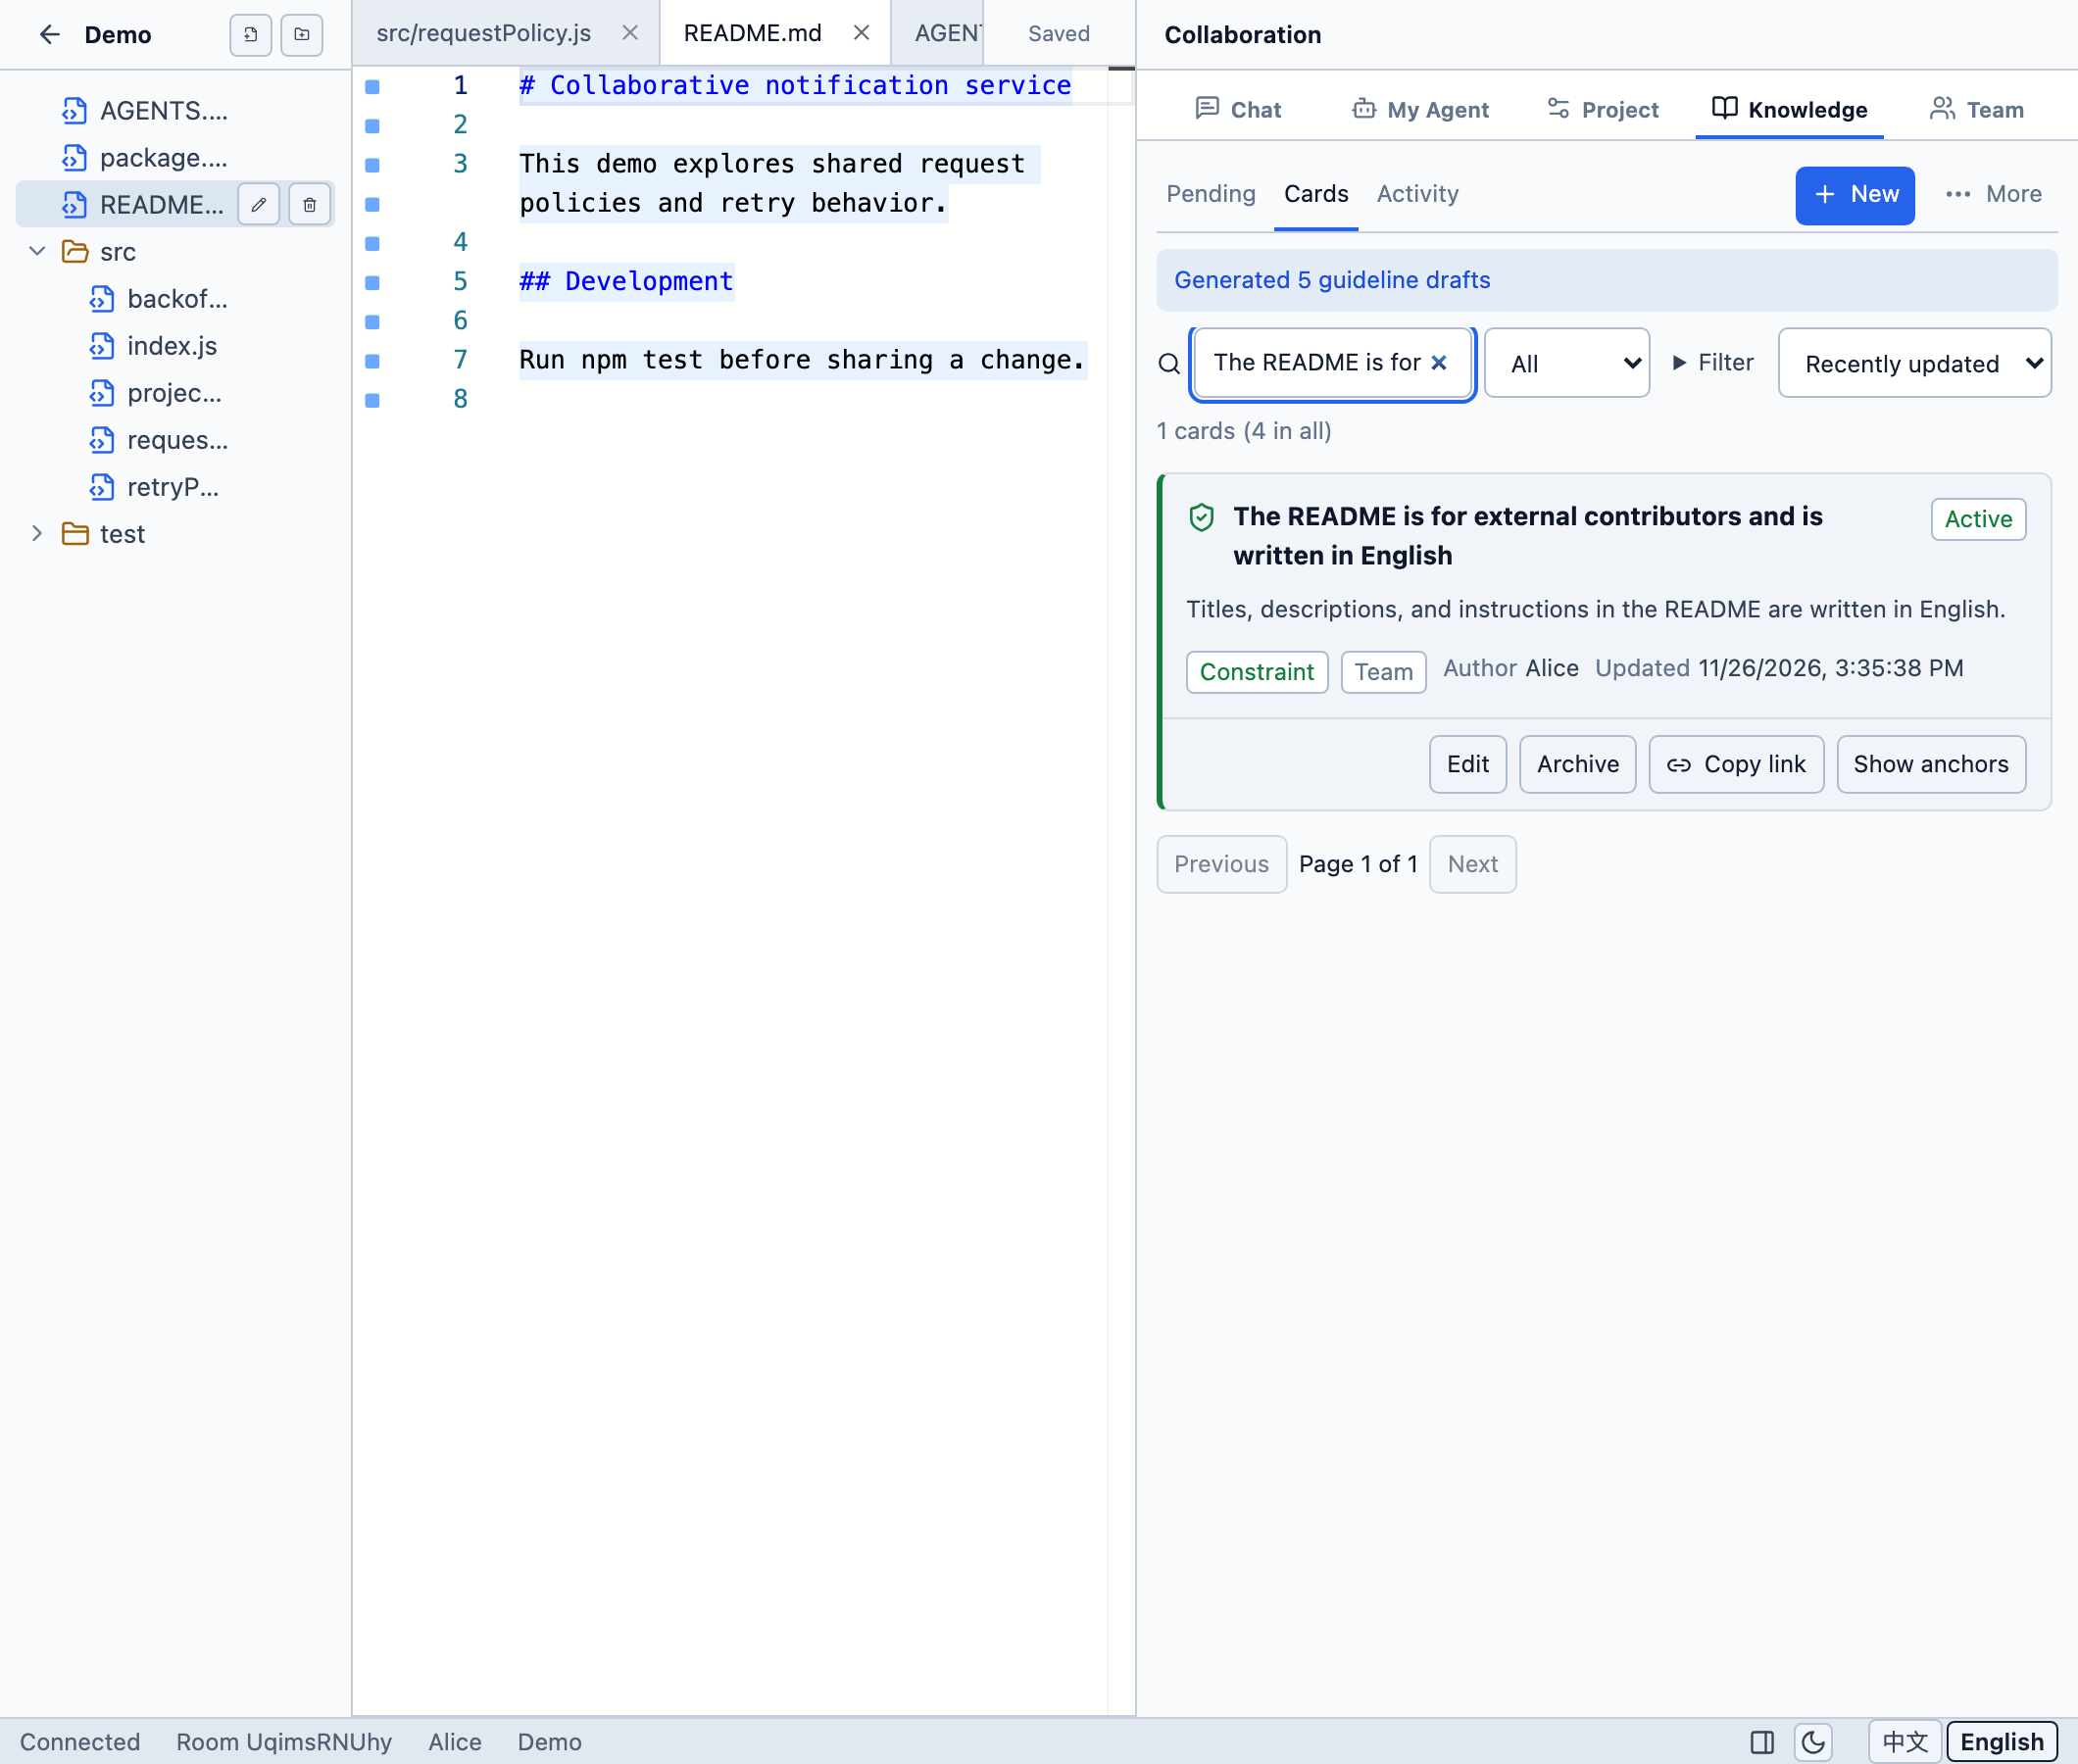 Demo
AGENTS....
package....
README...
src
backof...
index.js
projec...
reques...
retryP...
test
src/requestPolicy.js
README.md
AGENT
Saved
1 # Collaborative notification service
2
3 This demo explores shared request
policies and retry behavior.
4
5 ## Development
6
7 Run npm test before sharing a change.
8
Collaboration
Chat
My Agent
Project
Knowledge
Team
Pending
Cards
Activity
+ New
••• More
Generated 5 guideline drafts
The README is for
All
Filter
Recently updated
1 cards (4 in all)
The README is for external contributors and is
written in English
Active
Titles, descriptions, and instructions in the README are written in English.
Constraint
Team
Author Alice
Updated 11/26/2026, 3:35:38 PM
Edit
Archive
Copy link
Show anchors
Previous
Page 1 of 1
Next
Connected
Room UqimsRNUhy
Alice
Demo
中文
English